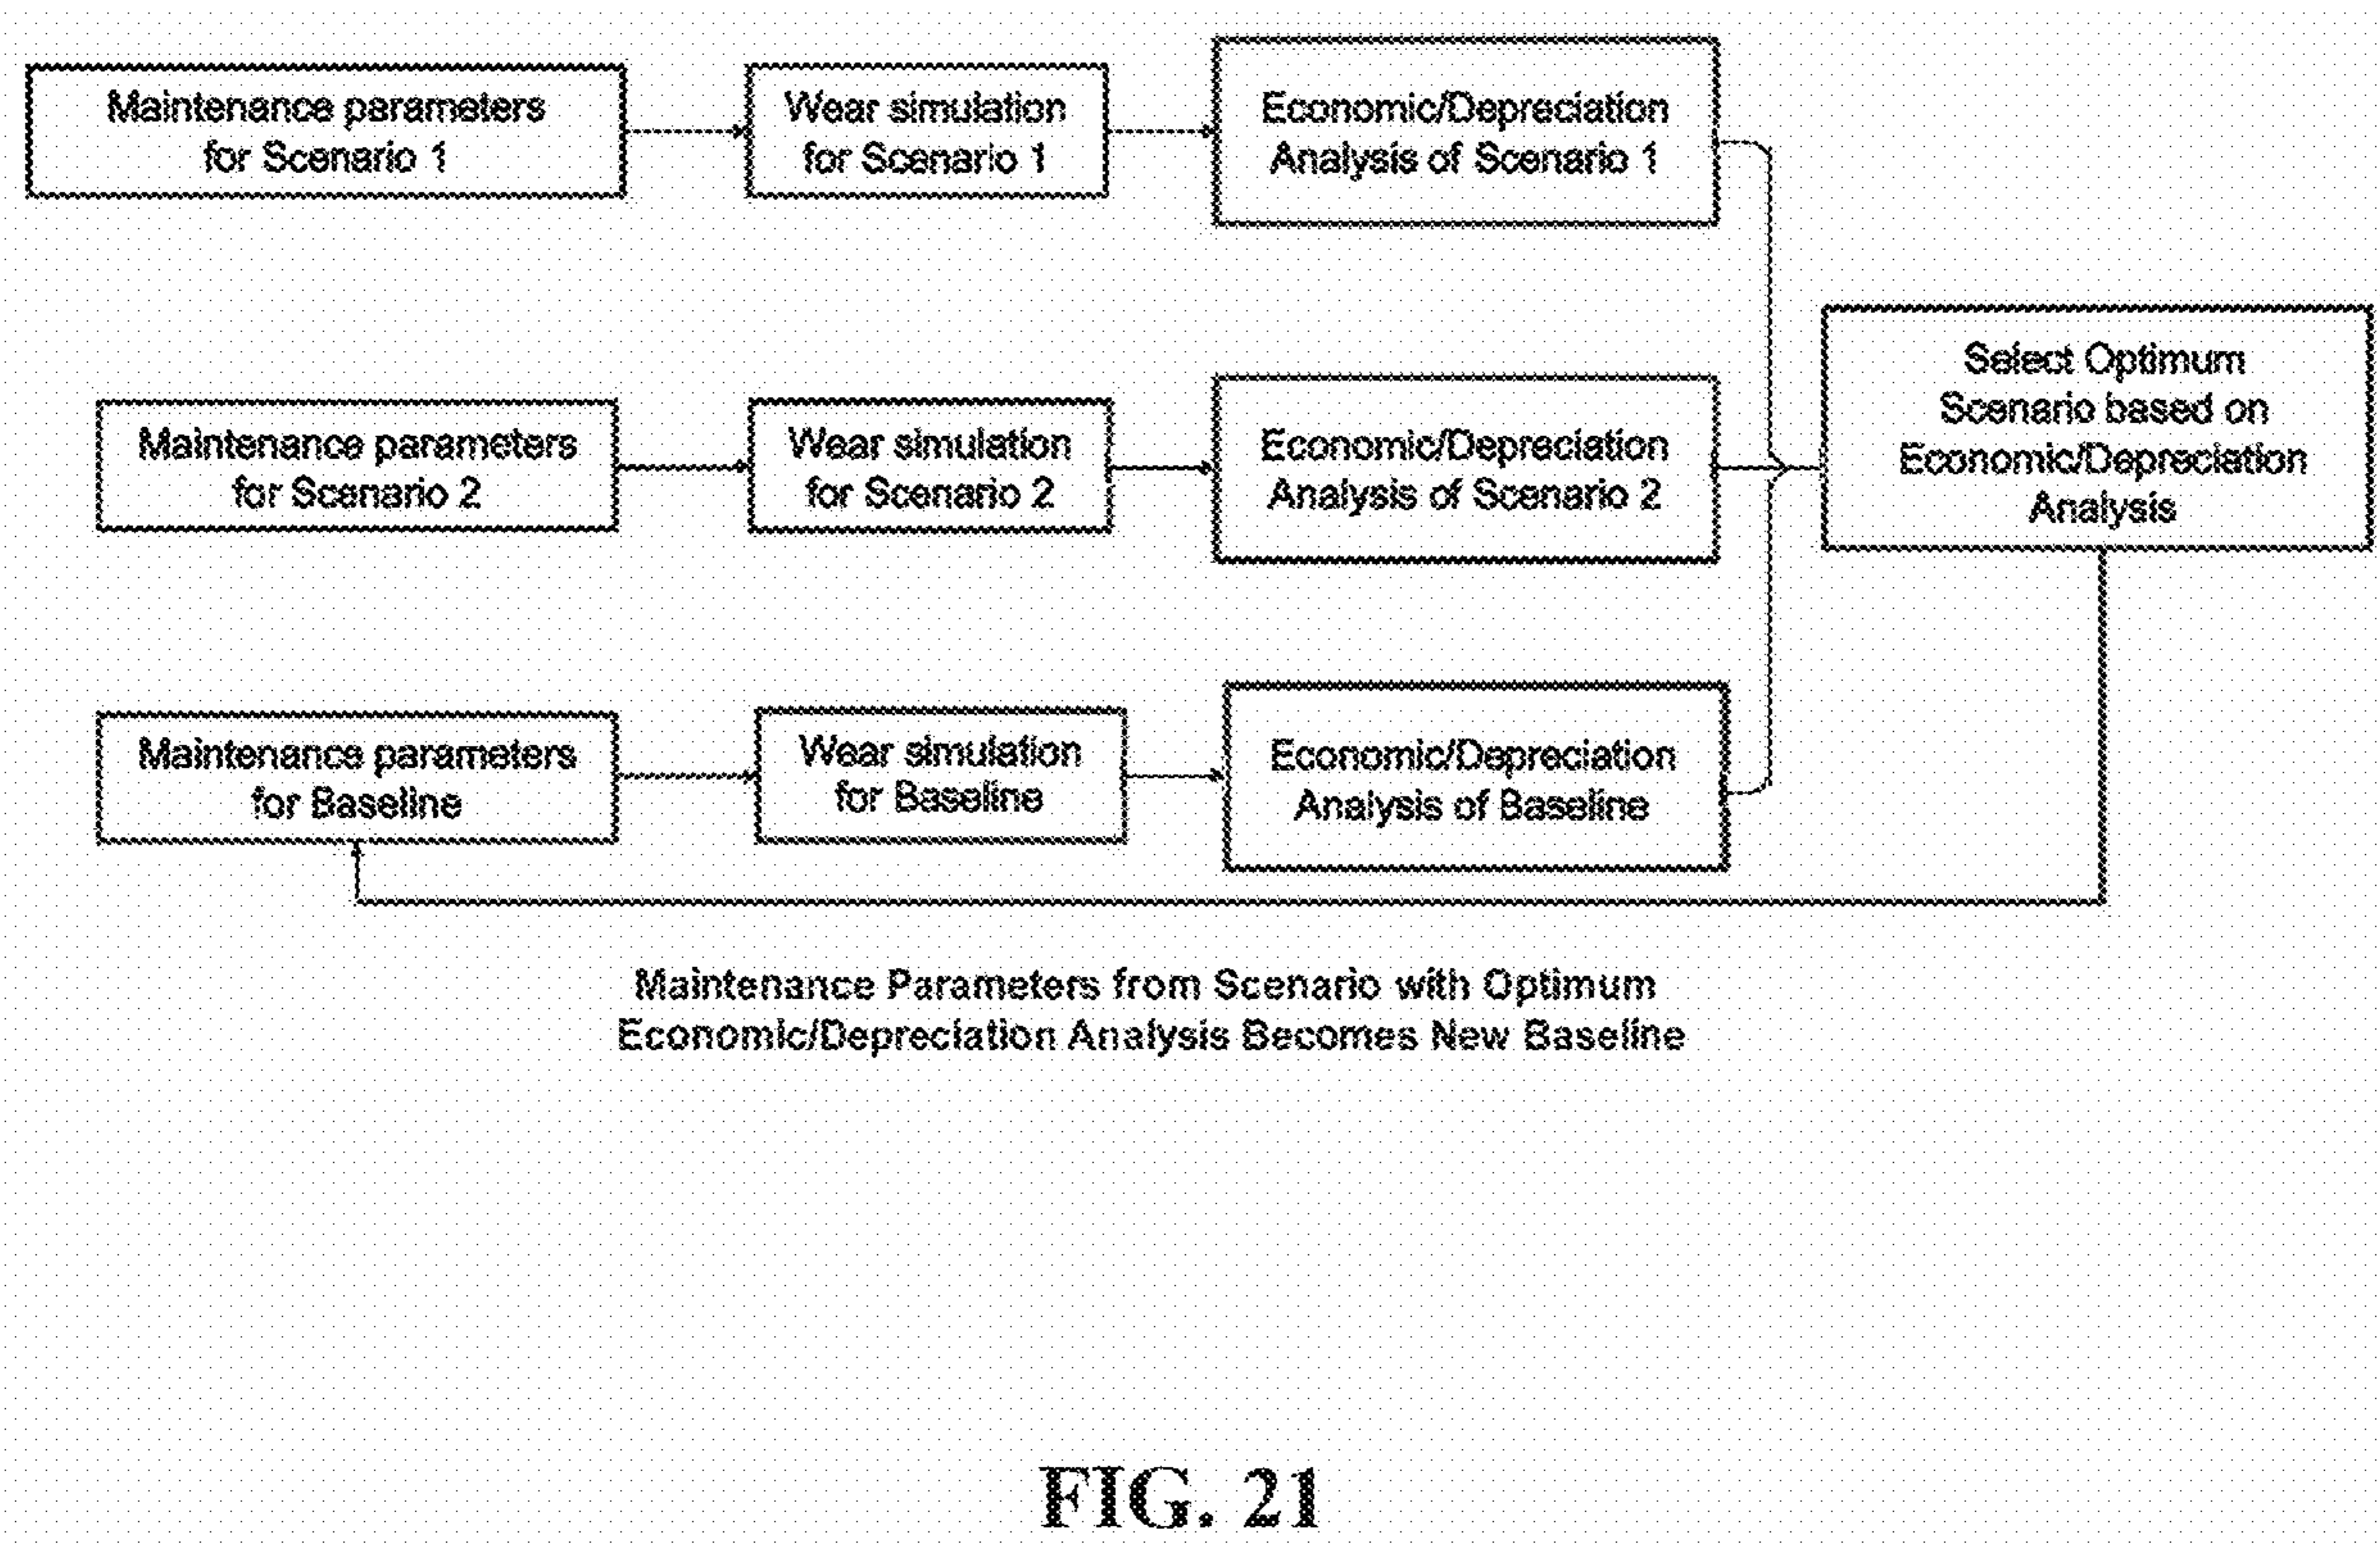 Maintenance parameters
for Scenario 1
Wear simulation
for Scenario 1
Economic/Depreciation
Analysis of Scenario 1
Maintenance parameters
for Scenario 2
Wear simulation
for Scenario 2
Economic/Depreciation
Analysis of Scenario 2
Select Optimum
Scenario based on
Economic/Depreciation
Analysis
Maintenance parameters
for Baseline
Wear simulation
for Baseline
Economic/Depreciation
Analysis of Baseline
Maintenance Parameters from Scenario with Optimum
Economic/Depreciation Analysis Becomes New Baseline
FIG. 21